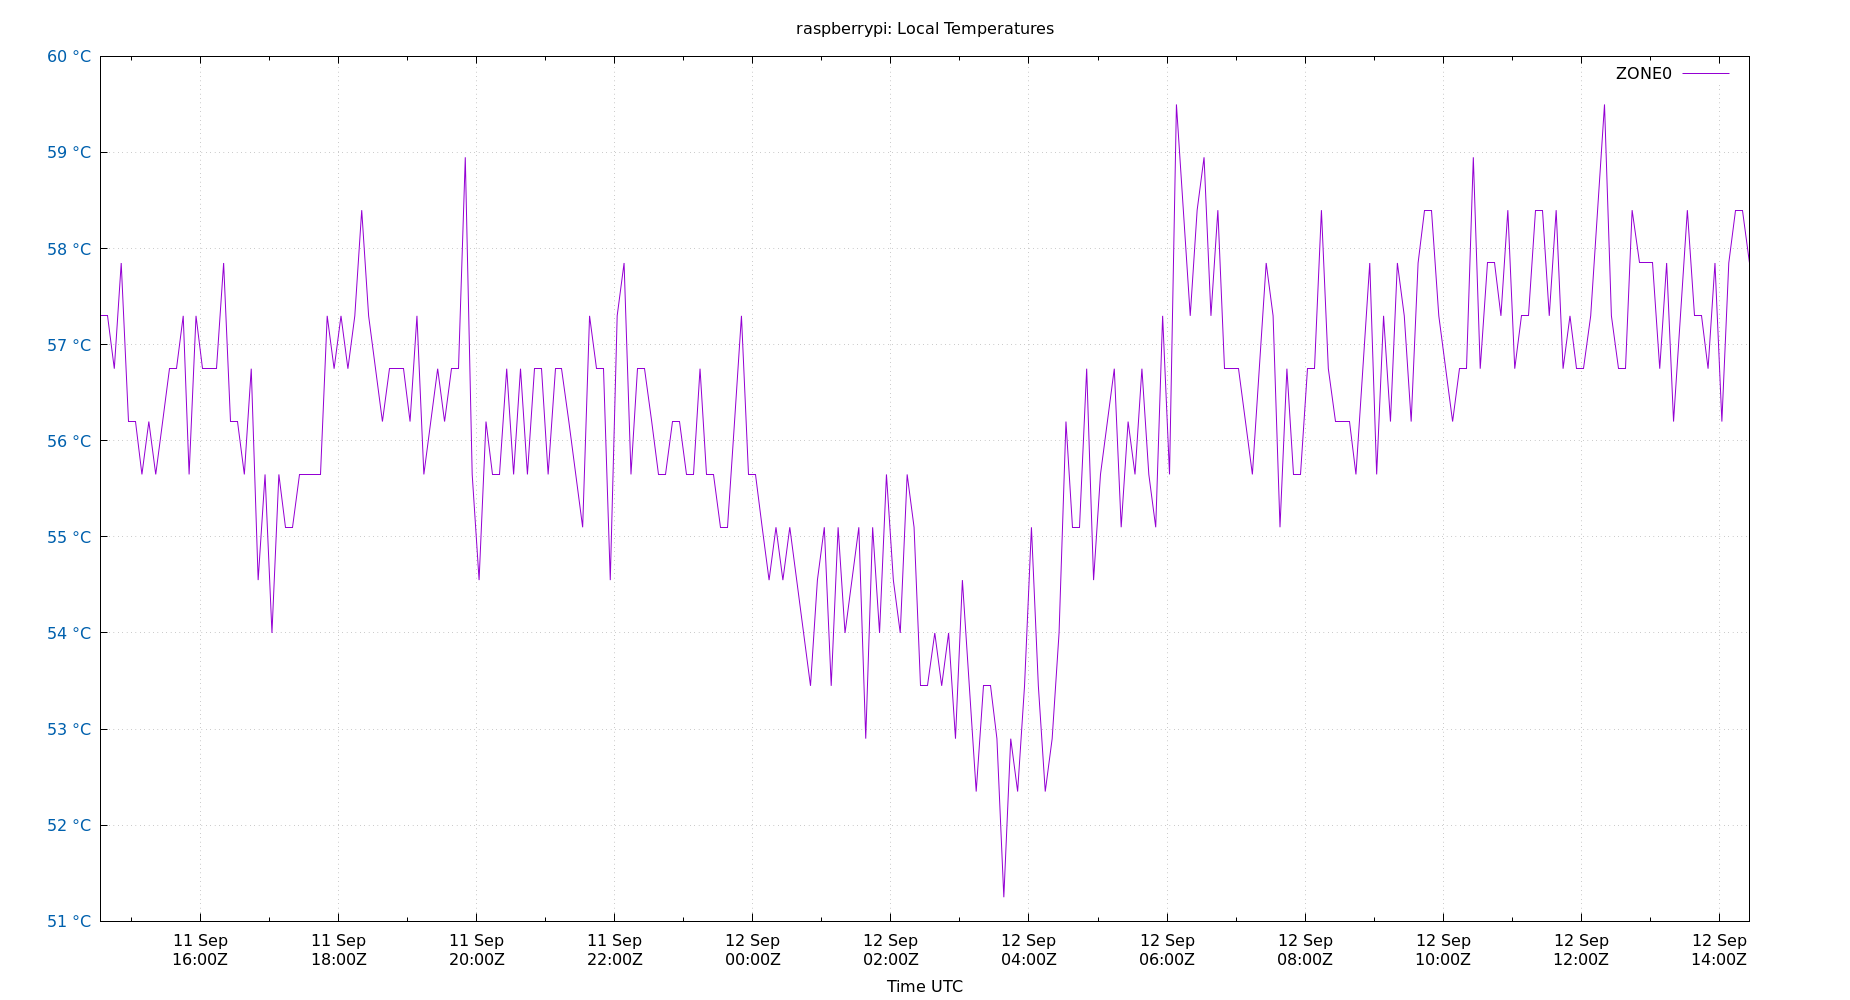 raspberrypi: Local Temperatures
60 °C
ZONE0
59 °C
58 °C
57 °C
56 °C
55 °C
54 °C
53 °C
52 °C
51 °C
11 Sep 11 Sep 11 Sep 11 Sep 12 Sep 12 Sep 12 Sep 12 Sep 12 Sep 12 Sep 12 Sep 12 Sep
16:00Z 18:00Z 20:00Z 22:00Z 00:00Z 02:00Z 04:00Z 06:00Z 08:00Z 10:00Z 12:00Z 14:00Z
Time UTC